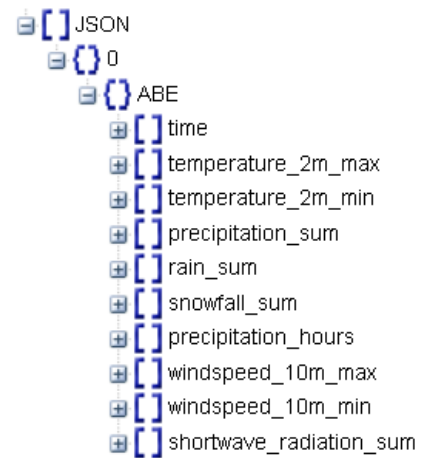 JSON
0
ABE
time
temperature_2m_max
temperature_2m_min
precipitation_sum
rain_sum
snowfall_sum
precipitation_hours
windspeed_10m_max
windspeed_10m_min
shortwave_radiation_sum